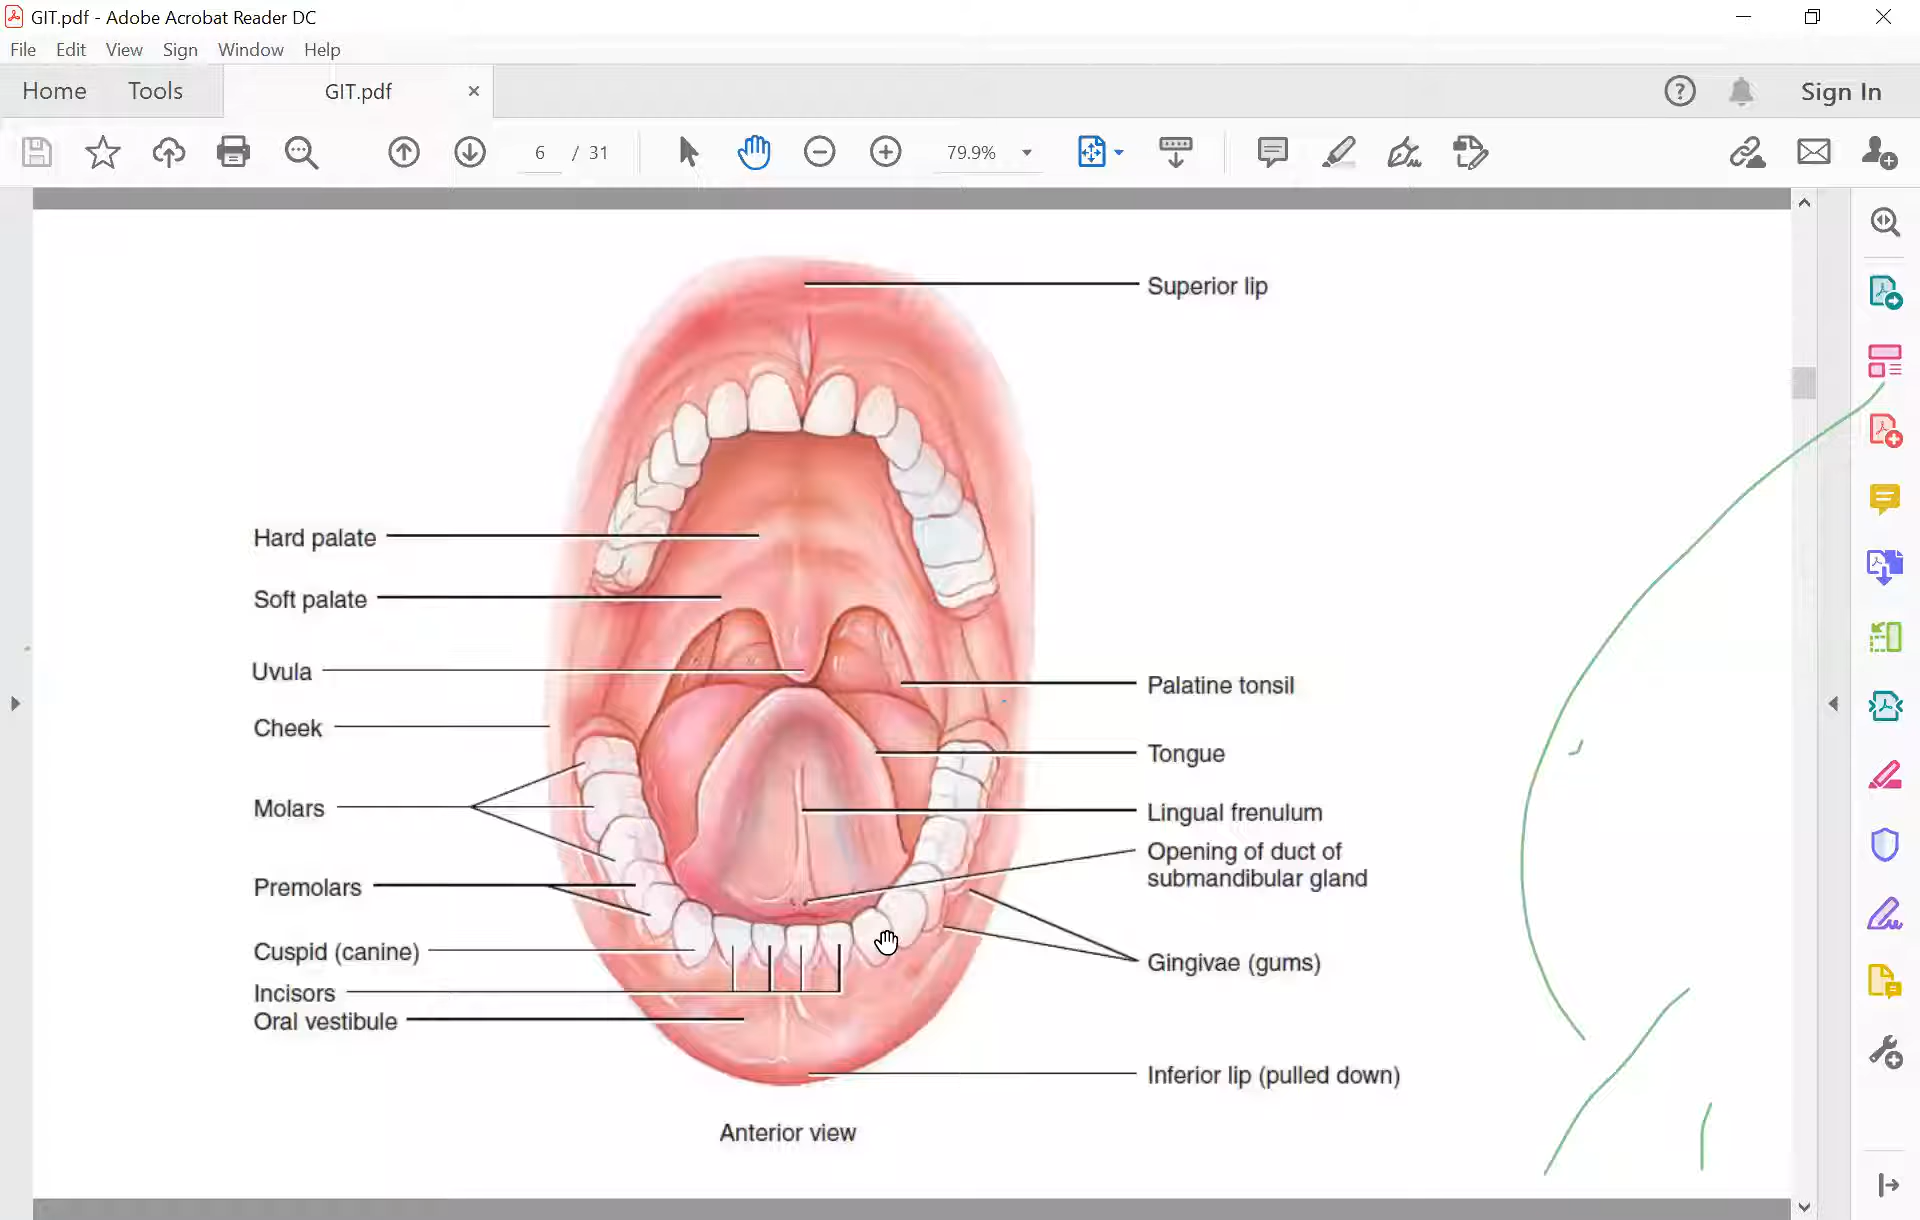 GIT.pdf - Adobe Acrobat Reader DC
File Edit View Sign Window Help
Home Tools GIT.pdf × Sign In
6 / 31 79.9%
Superior lip
Hard palate
Soft palate
Uvula
Cheek
Molars
Premolars
Cuspid (canine)
Incisors
Oral vestibule
Palatine tonsil
Tongue
Lingual frenulum
Opening of duct of
submandibular gland
Gingivae (gums)
Inferior lip (pulled down)
Anterior view